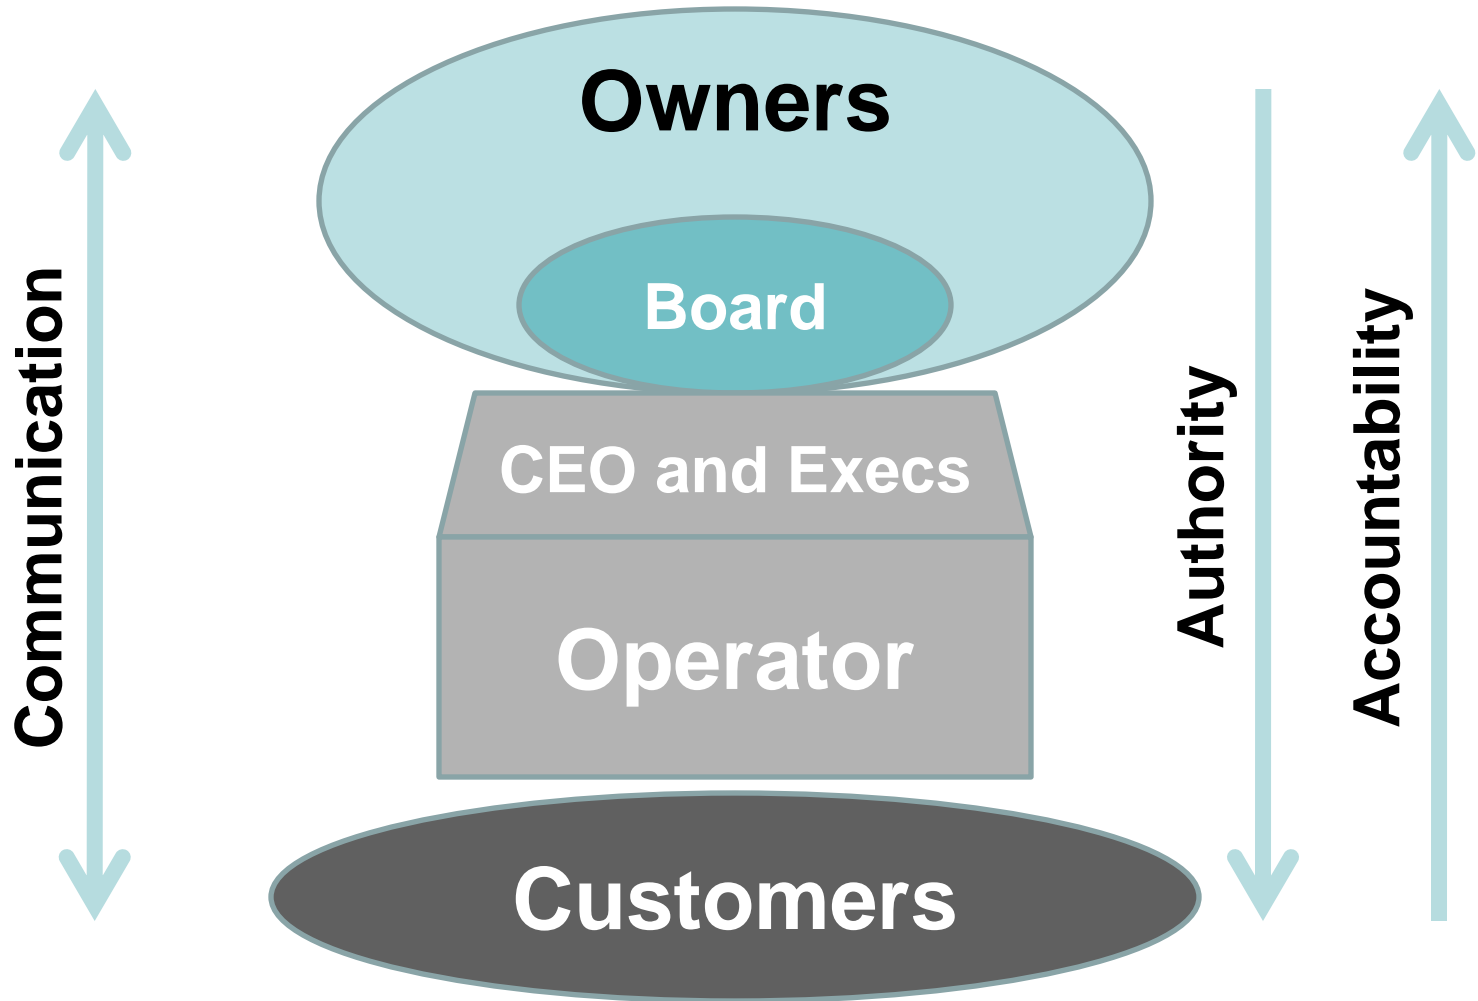 Owners
Board
CEO and Execs
Operator
Customers
Communication
Authority
Accountability